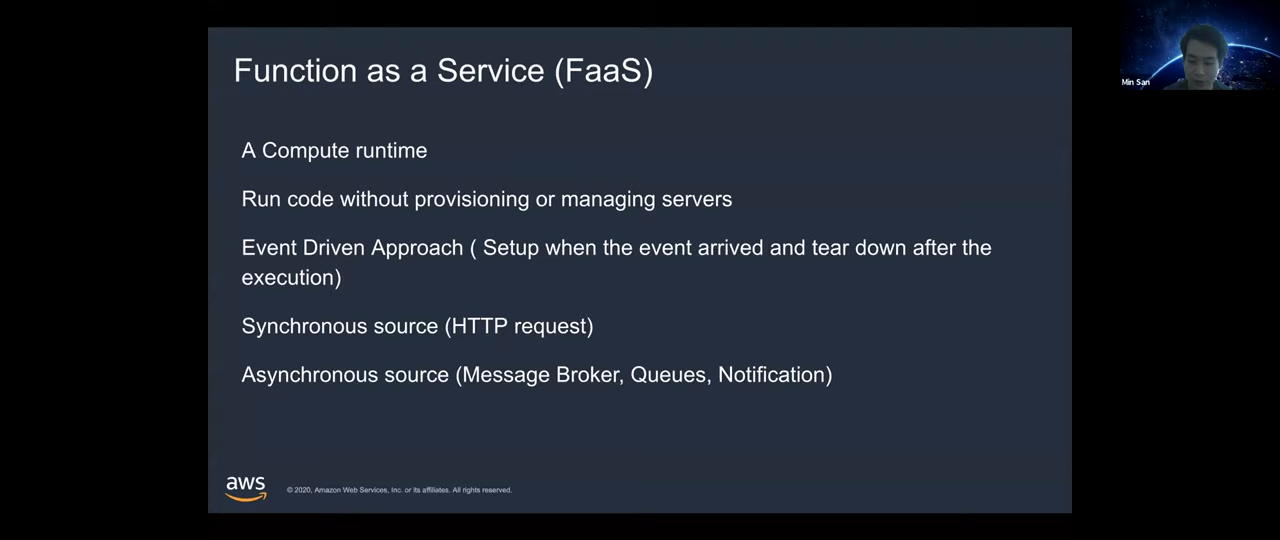 Function as a Service (FaaS)
A Compute runtime
Run code without provisioning or managing servers
Event Driven Approach ( Setup when the event arrived and tear down after the
execution)
Synchronous source (HTTP request)
Asynchronous source (Message Broker, Queues, Notification)
aws
© 2020, Amazon Web Services, Inc. or its affiliates. All rights reserved.
Min San